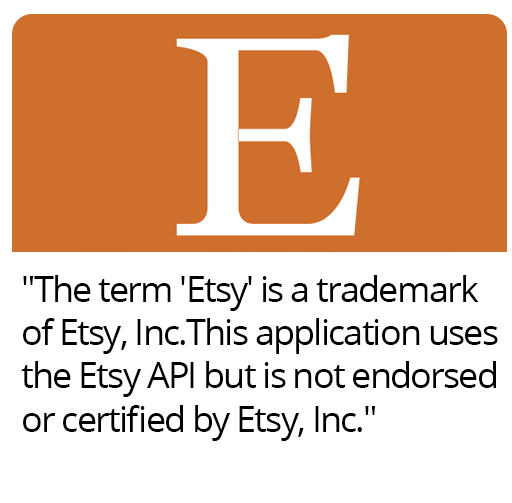 E
"The term 'Etsy' is a trademark
of Etsy, Inc.This application uses
the Etsy API but is not endorsed
or certified by Etsy, Inc."